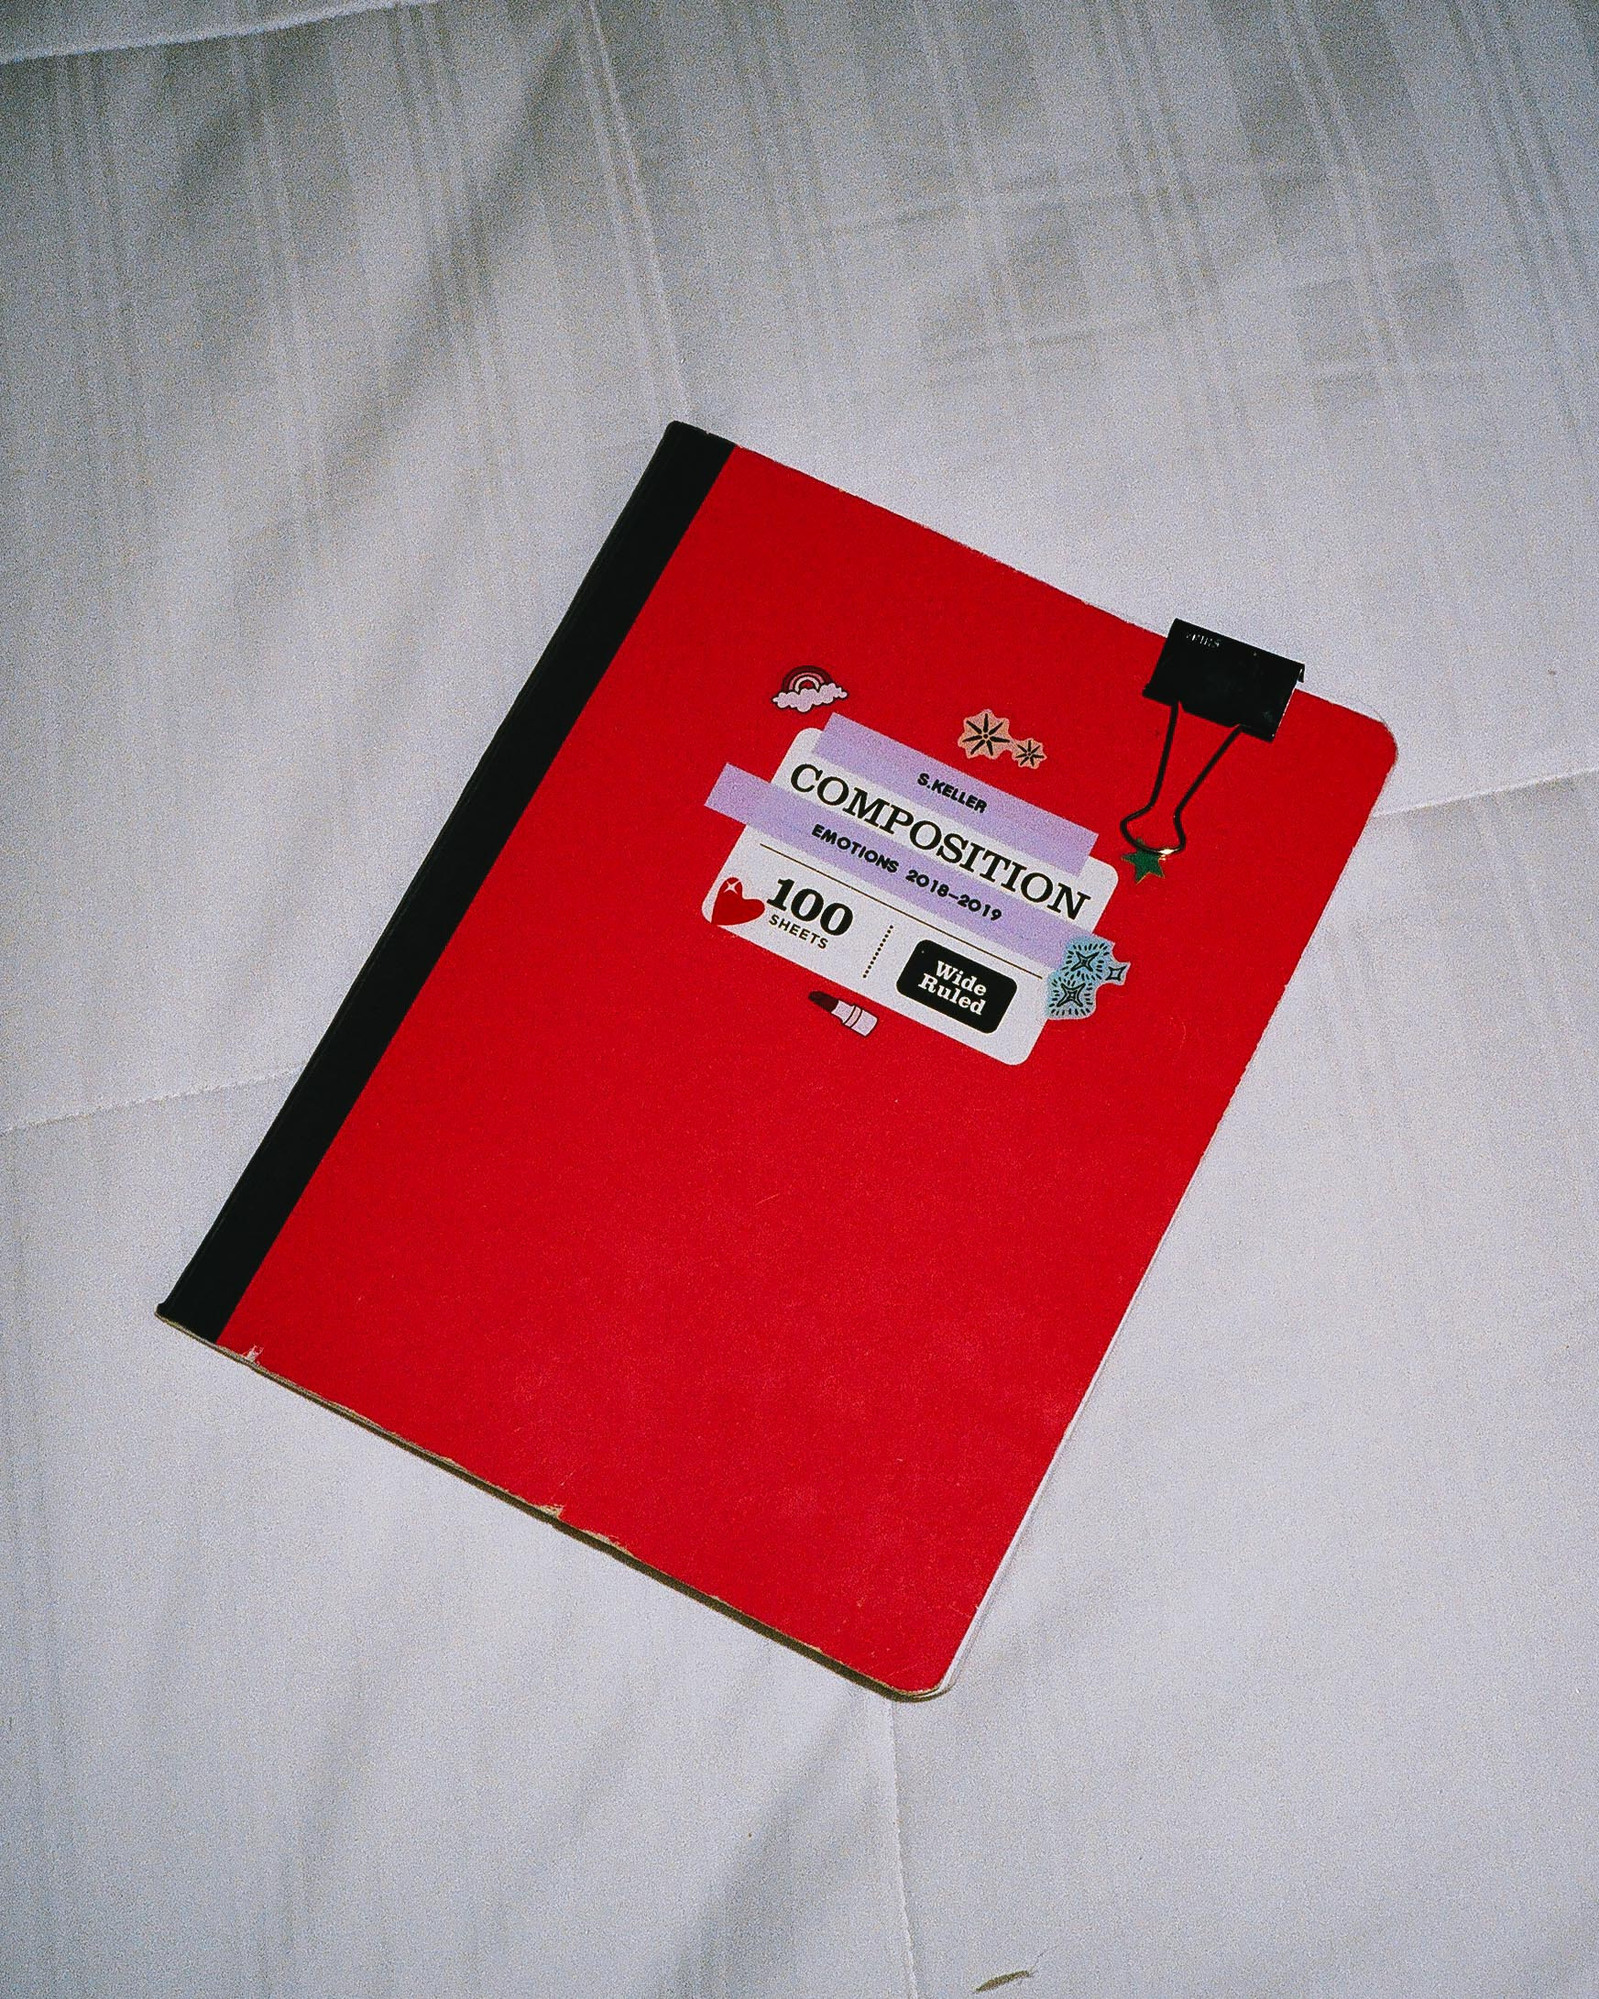 S.KELLER
COMPOSITION
EMOTIONS 2018-2019
100
SHEETS
Wide
Ruled